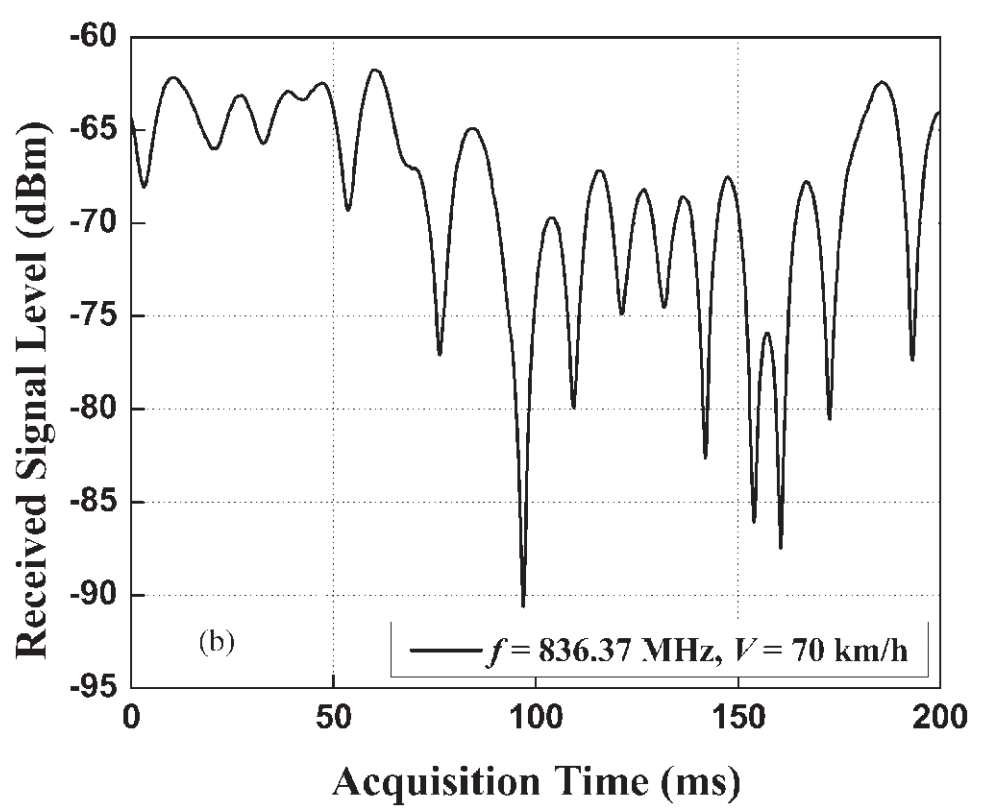 -60
-65
-70
-75
-80
-85
-90
-95
Received Signal Level (dBm)
(b)
f = 836.37 MHz, V = 70 km/h
0 50 100 150 200
Acquisition Time (ms)